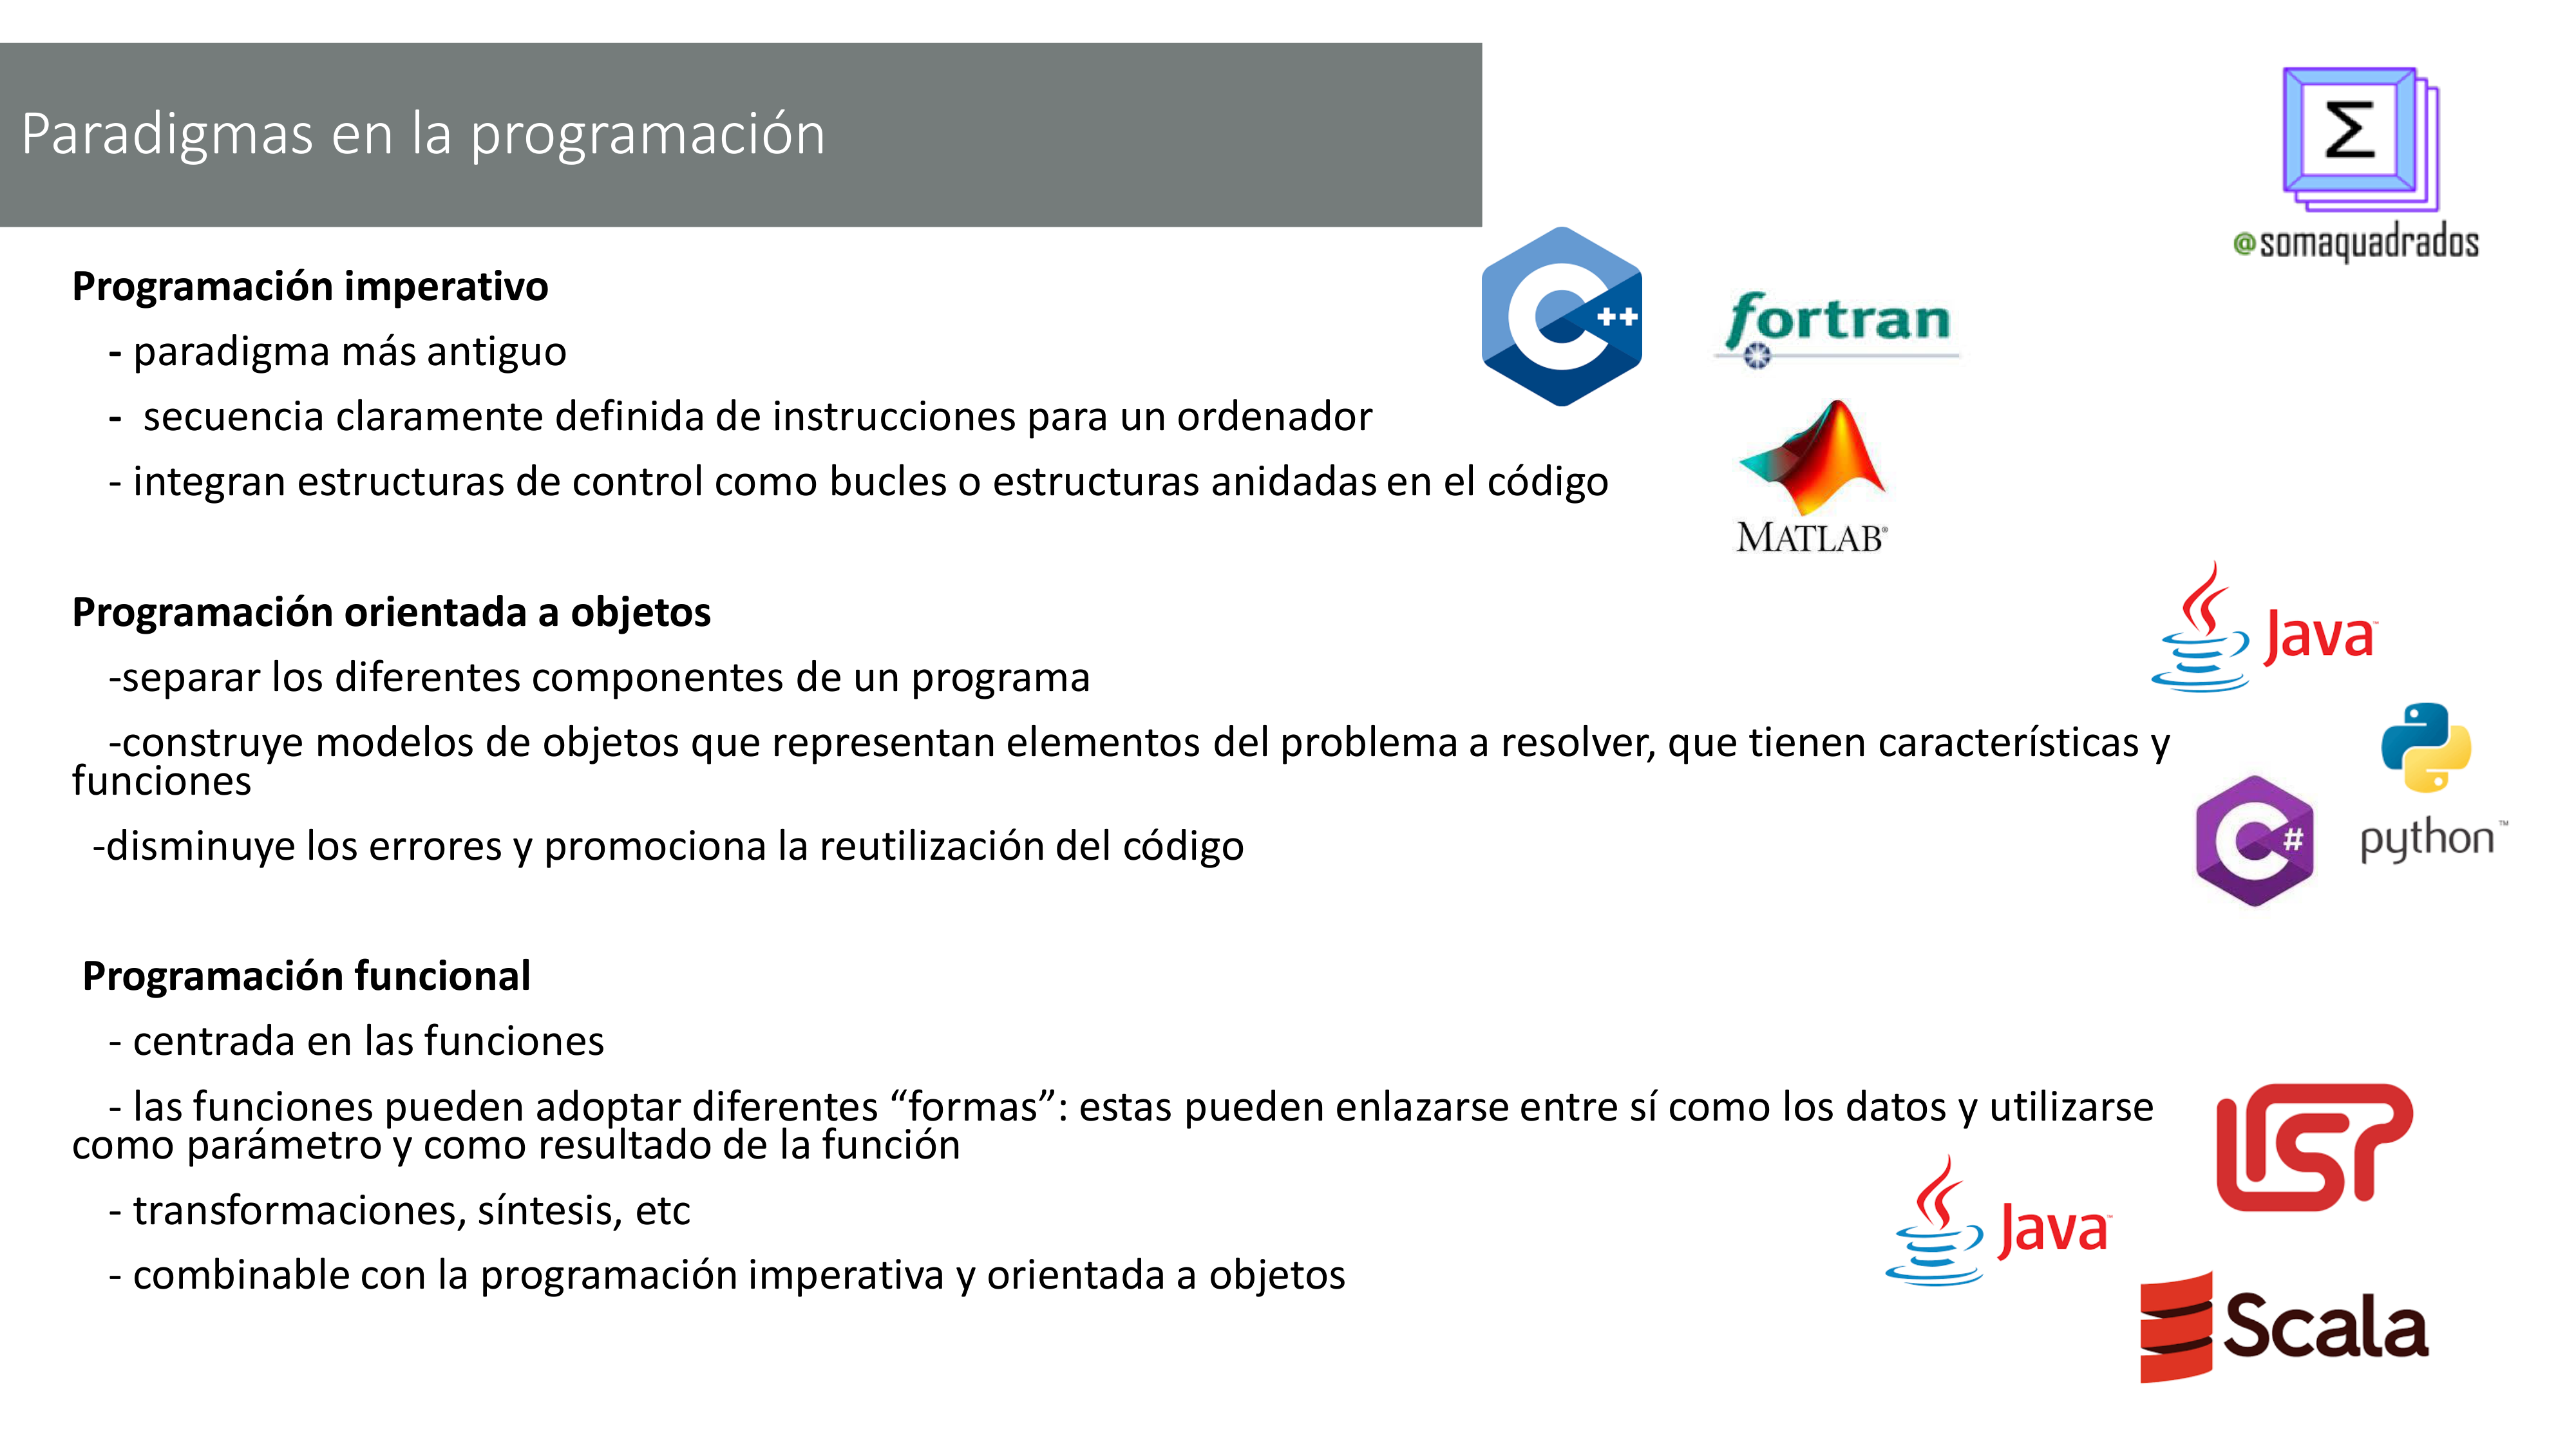 Paradigmas en la programación
Σ
@somaquadrados
Programación imperativo
- paradigma más antiguo
- secuencia claramente definida de instrucciones para un ordenador
- integran estructuras de control como bucles o estructuras anidadas en el código
C++
fortran
MATLAB®
Programación orientada a objetos
-separar los diferentes componentes de un programa
-construye modelos de objetos que representan elementos del problema a resolver, que tienen características y
funciones
-disminuye los errores y promociona la reutilización del código
Java™
python™
C#
Programación funcional
- centrada en las funciones
- las funciones pueden adoptar diferentes “formas”: estas pueden enlazarse entre sí como los datos y utilizarse
como parámetro y como resultado de la función
- transformaciones, síntesis, etc
- combinable con la programación imperativa y orientada a objetos
LISP
Java™
Scala